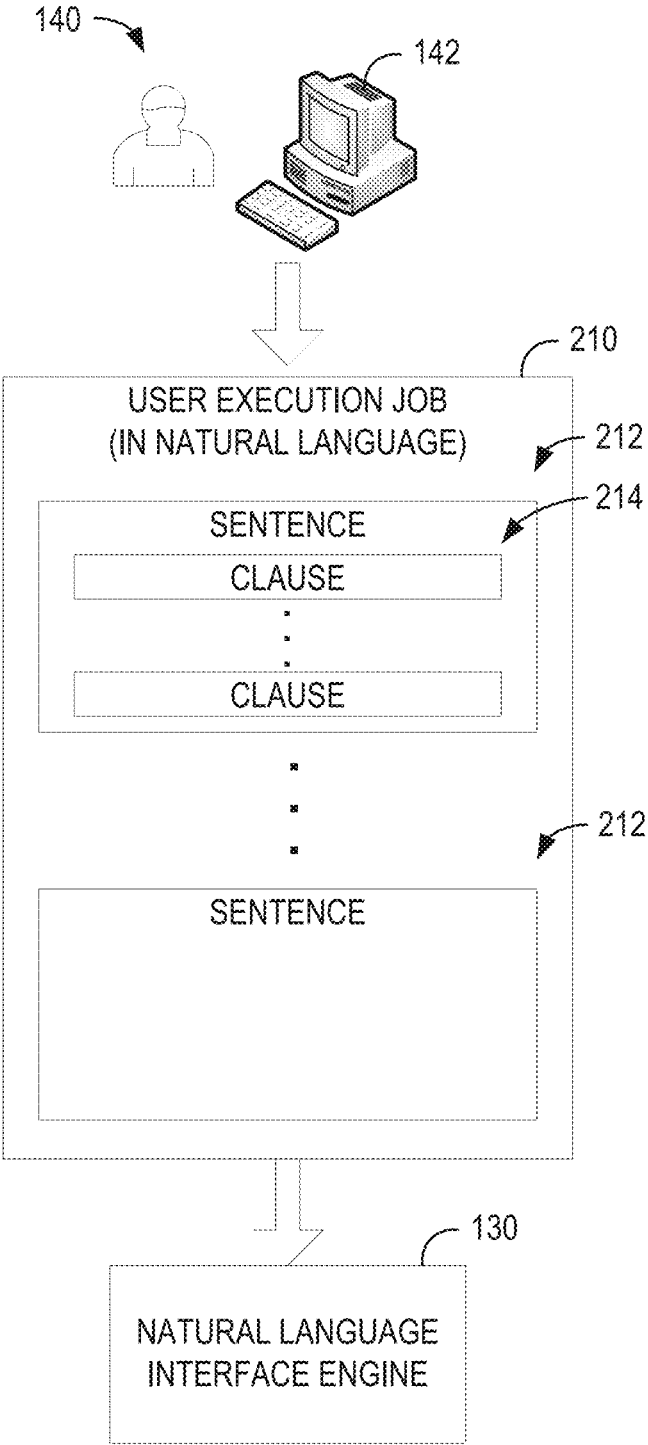 140
142
210
USER EXECUTION JOB
(IN NATURAL LANGUAGE)
212
SENTENCE
214
CLAUSE
CLAUSE
212
SENTENCE
130
NATURAL LANGUAGE
INTERFACE ENGINE